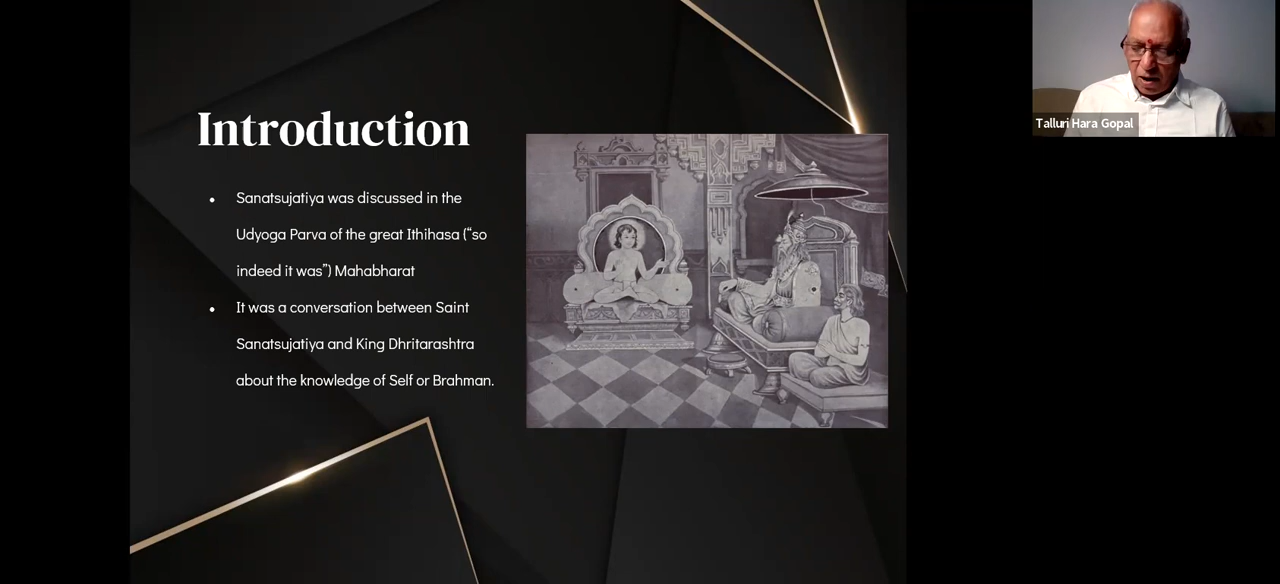 Introduction
• Sanatsujatiya was discussed in the
Udyoga Parva of the great Ithihasa (“so
indeed it was”) Mahabharat
• It was a conversation between Saint
Sanatsujatiya and King Dhritarashtra
about the knowledge of Self or Brahman.
Talluri Hara Gopal